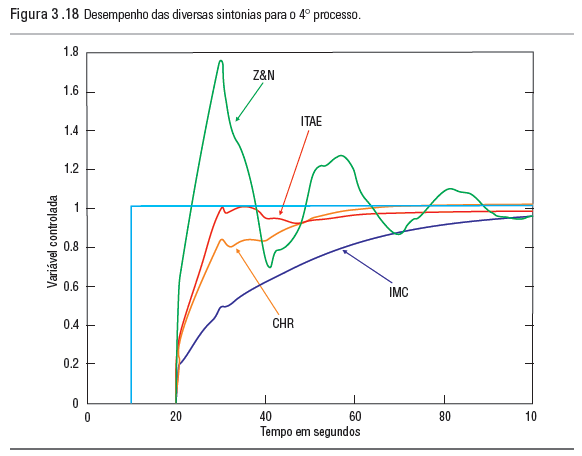 Figura 3 .18 Desempenho das diversas sintonias para o 4º processo.
1.8
1.6
1.4
1.2
1
0.8
0.6
0.4
0.2
0
Variável controlada
Z&N
ITAE
IMC
CHR
0 20 40 60 80 10
Tempo em segundos